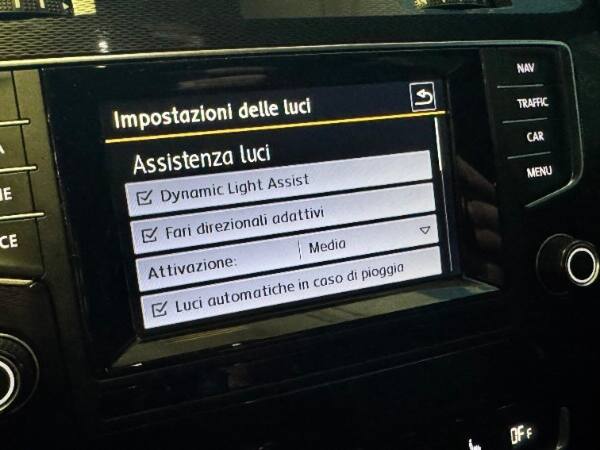 Impostazioni delle luci
Assistenza luci
Dynamic Light Assist
Fari direzionali adattivi
Attivazione: Media
Luci automatiche in caso di pioggia
NAV
TRAFFIC
CAR
MENU
OFF